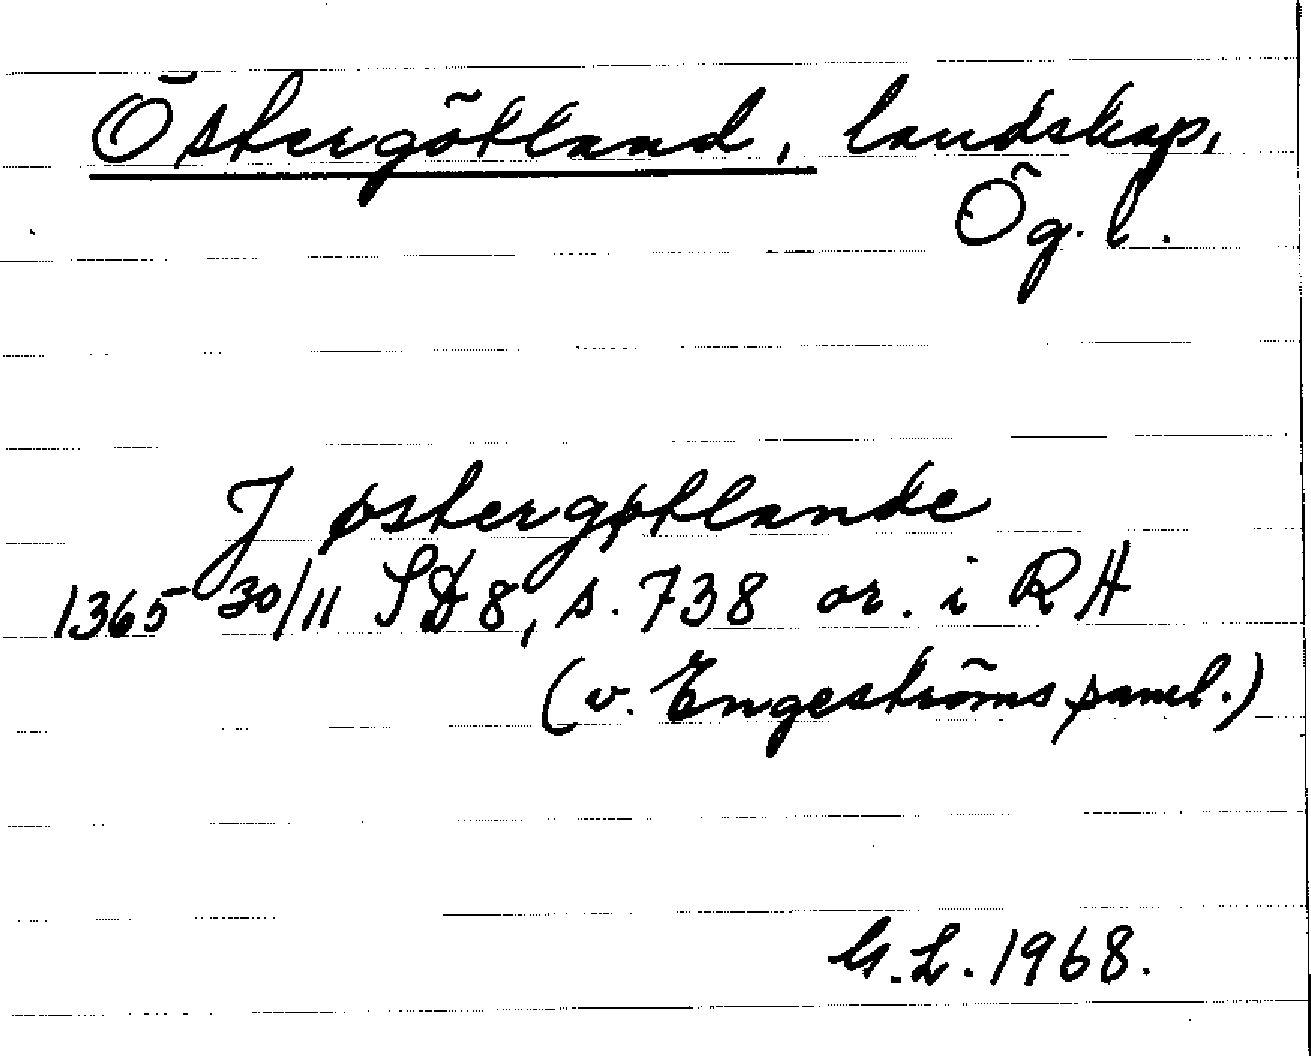 Östergötland, landskap,
Ög. l.
J østergøtlande
1365 30/11 SD 8, s. 738 or. i RA
(v. Engeströms saml.)
G.L. 1968.